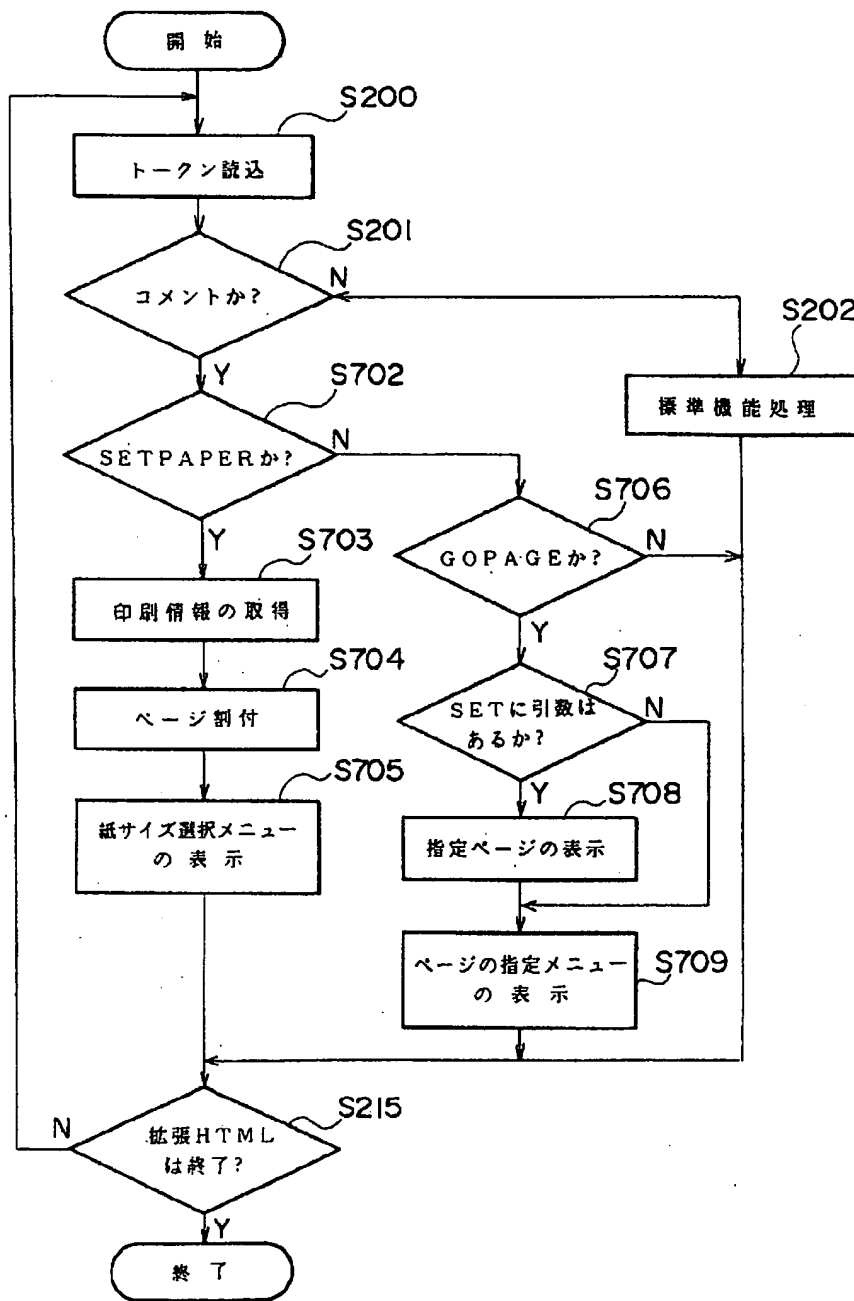 開始
S200
トークン読込
S201
コメントか?
N
Y
S202
標準機能処理
S702
SETPAPERか?
N
Y
S703
印刷情報の取得
S704
ページ割付
S705
紙サイズ選択メニュー
の表示
S706
GOPAGEか?
N
Y
S707
SETに引数は
あるか?
N
Y
S708
指定ページの表示
S709
ページの指定メニュー
の表示
S215
拡張HTML
は終了?
N
Y
終了